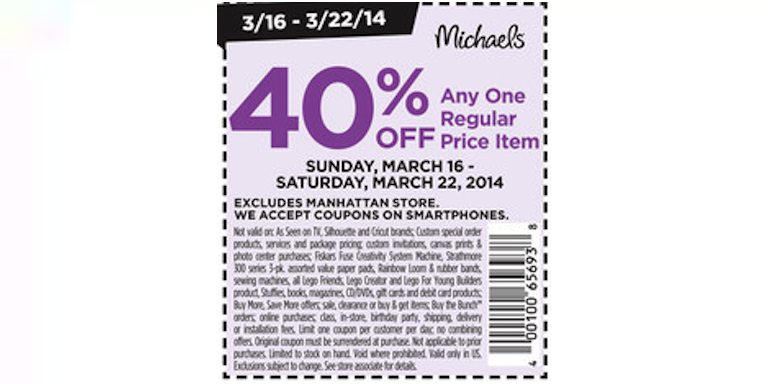 3/16 - 3/22/14
Michaels
40% OFF
Any One
Regular
Price Item
SUNDAY, MARCH 16 -
SATURDAY, MARCH 22, 2014
EXCLUDES MANHATTAN STORE.
WE ACCEPT COUPONS ON SMARTPHONES.
Not valid on: As Seen on TV, Silhouette and Cricut brands; Custom special order
products, services and package pricing; custom invitations, canvas prints &
photo center purchases; Fiskars Fuse Creativity System Machine, Strathmore
300 series 3-pk. assorted value paper pads, Rainbow Loom & rubber bands,
sewing machines, all Lego Friends, Lego Creator and Lego For Young Builders
product, Stuffies, books, magazines, CD/DVDs, gift cards and debit card products;
Buy More, Save More offers; sale, clearance or buy & get items; Buy the Bunch™
orders; online purchases; class, in-store, birthday party, shipping, delivery
or installation fees. Limit one coupon per customer per day; no combining
offers. Original coupon must be surrendered at purchase. Not applicable to prior
purchases. Limited to stock on hand. Void where prohibited. Valid only in US.
Exclusions subject to change. See store associate for details.
4 00100 65693 8